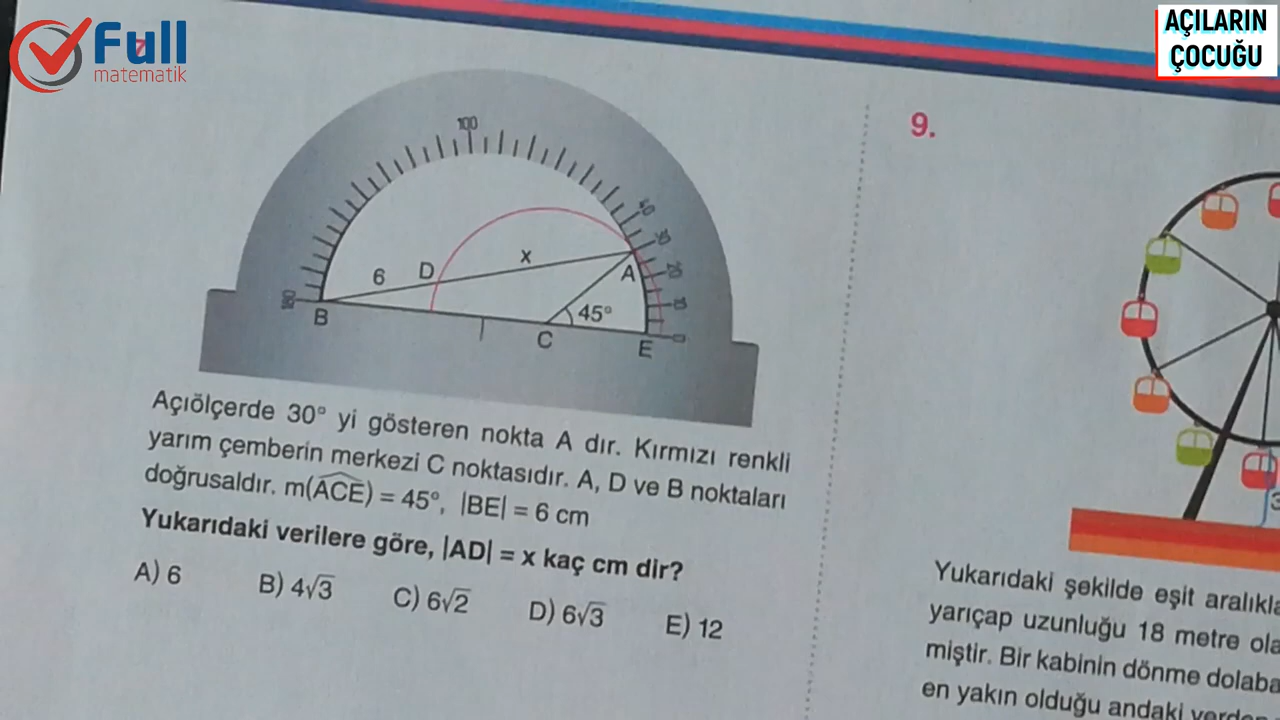 Full
matematik
AÇILARIN
ÇOCUĞU
100
40
30
20
10
0
180
6
D
x
A
45°
B
C
E
Açıölçerde 30° yi gösteren nokta A dır. Kırmızı renkli
yarım çemberin merkezi C noktasıdır. A, D ve B noktaları
doğrusaldır. m(ACE) = 45°, |BE| = 6 cm
Yukarıdaki verilere göre, |AD| = x kaç cm dir?
A) 6
B) 4√3
C) 6√2
D) 6√3
E) 12
9.
3
Yukarıdaki şekilde eşit aralıkla
yarıçap uzunluğu 18 metre ola
miştir. Bir kabinin dönme dolaba
en yakın olduğu andaki yerden